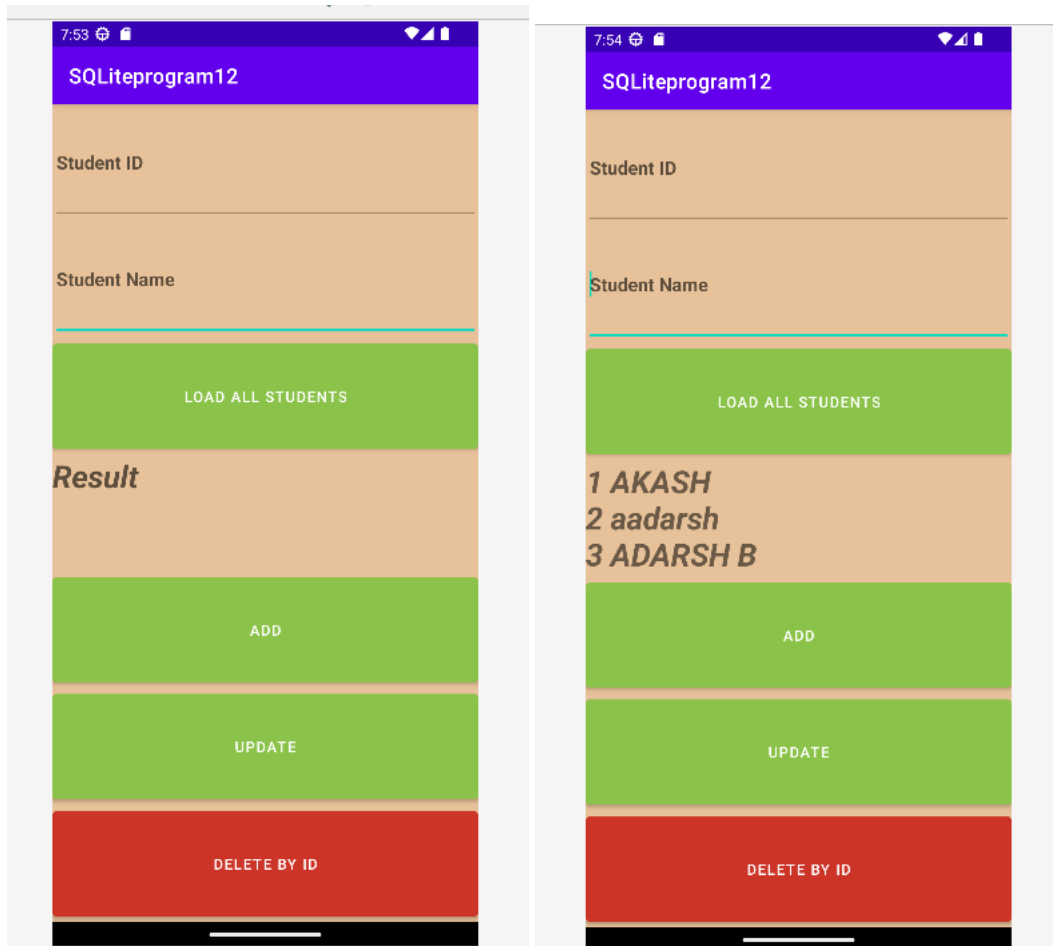 7:53
SQLiteprogram12
Student ID
Student Name
LOAD ALL STUDENTS
Result
ADD
UPDATE
DELETE BY ID
7:54
SQLiteprogram12
Student ID
Student Name
LOAD ALL STUDENTS
1 AKASH
2 aadarsh
3 ADARSH B
ADD
UPDATE
DELETE BY ID